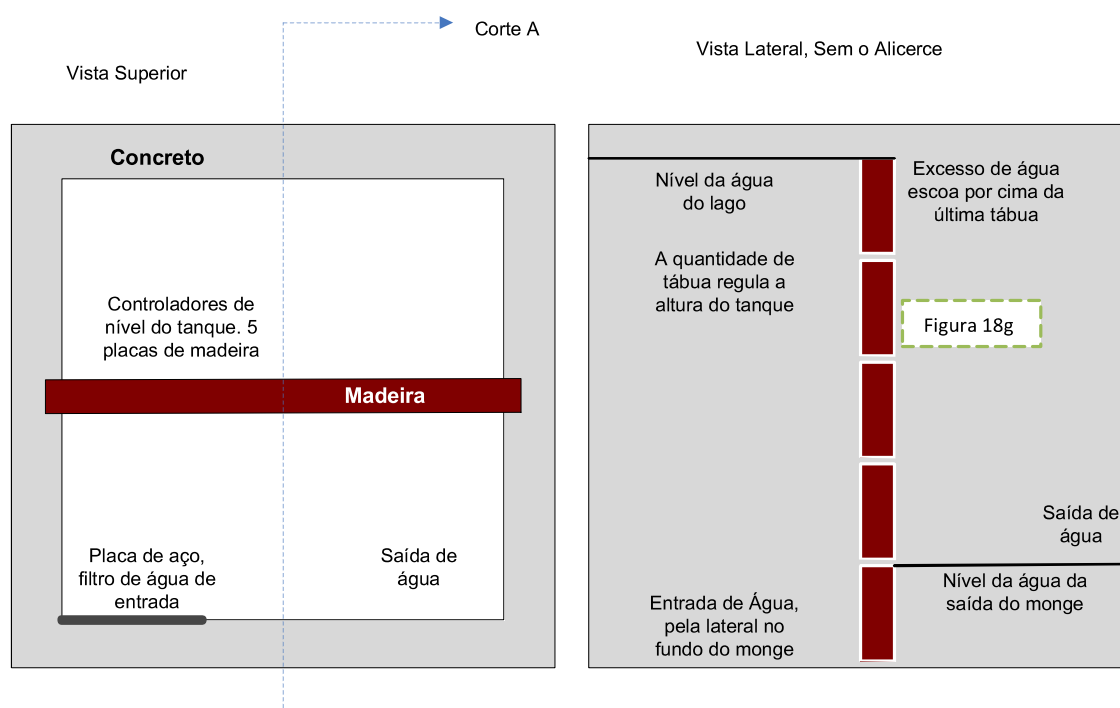 Corte A
Vista Superior
Concreto
Controladores de
nível do tanque. 5
placas de madeira
Madeira
Placa de aço,
filtro de água de
entrada
Saída de
água
Vista Lateral, Sem o Alicerce
Nível da água
do lago
Excesso de água
escoa por cima da
última tábua
A quantidade de
tábua regula a
altura do tanque
Figura 18g
Saída de
água
Nível da água da
saída do monge
Entrada de Água,
pela lateral no
fundo do monge